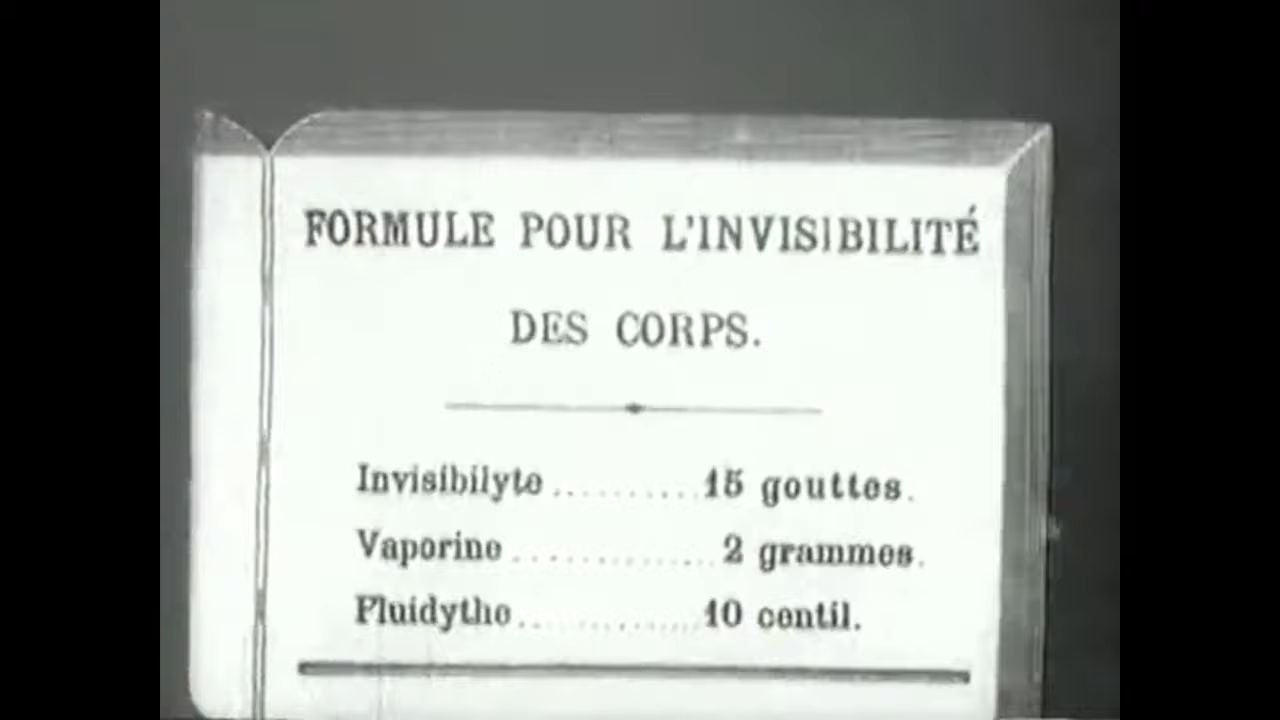 FORMULE POUR L'INVISIBILITÉ
DES CORPS.
Invisibilyte .......... 15 gouttes.
Vaporine .............. 2 grammes.
Fluidythe ............. 10 centil.